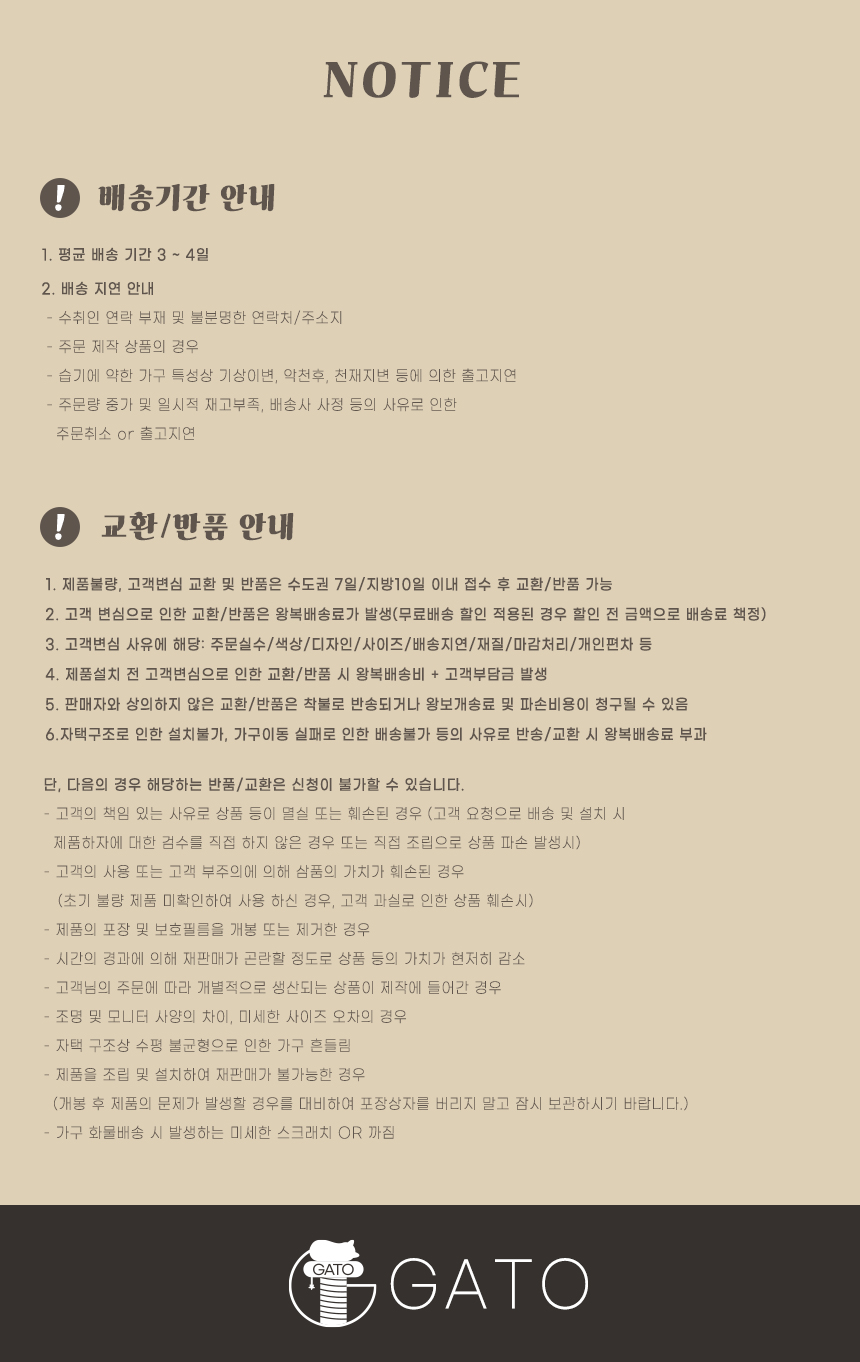 NOTICE
! 배송기간 안내
1. 평균 배송 기간 3 ~ 4일
2. 배송 지연 안내
- 수취인 연락 부재 및 불분명한 연락처/주소지
- 주문 제작 상품의 경우
- 습기에 약한 가구 특성상 기상이변, 악천후, 천재지변 등에 의한 출고지연
- 주문량 증가 및 일시적 재고부족, 배송사 사정 등의 사유로 인한
주문취소 or 출고지연
! 교환/반품 안내
1. 제품불량, 고객변심 교환 및 반품은 수도권 7일/지방10일 이내 접수 후 교환/반품 가능
2. 고객 변심으로 인한 교환/반품은 왕복배송료가 발생(무료배송 할인 적용된 경우 할인 전 금액으로 배송료 책정)
3. 고객변심 사유에 해당: 주문실수/색상/디자인/사이즈/배송지연/재질/마감처리/개인편차 등
4. 제품설치 전 고객변심으로 인한 교환/반품 시 왕복배송비 + 고객부담금 발생
5. 판매자와 상의하지 않은 교환/반품은 착불로 반송되거나 왕보개송료 및 파손비용이 청구될 수 있음
6.자택구조로 인한 설치불가, 가구이동 실패로 인한 배송불가 등의 사유로 반송/교환 시 왕복배송료 부과
단, 다음의 경우 해당하는 반품/교환은 신청이 불가할 수 있습니다.
- 고객의 책임 있는 사유로 상품 등이 멸실 또는 훼손된 경우 (고객 요청으로 배송 및 설치 시
제품하자에 대한 검수를 직접 하지 않은 경우 또는 직접 조립으로 상품 파손 발생시)
- 고객의 사용 또는 고객 부주의에 의해 삼품의 가치가 훼손된 경우
(초기 불량 제품 미확인하여 사용 하신 경우, 고객 과실로 인한 상품 훼손시)
- 제품의 포장 및 보호필름을 개봉 또는 제거한 경우
- 시간의 경과에 의해 재판매가 곤란할 정도로 상품 등의 가치가 현저히 감소
- 고객님의 주문에 따라 개별적으로 생산되는 상품이 제작에 들어간 경우
- 조명 및 모니터 사양의 차이, 미세한 사이즈 오차의 경우
- 자택 구조상 수평 불균형으로 인한 가구 흔들림
- 제품을 조립 및 설치하여 재판매가 불가능한 경우
(개봉 후 제품의 문제가 발생할 경우를 대비하여 포장상자를 버리지 말고 잠시 보관하시기 바랍니다.)
- 가구 화물배송 시 발생하는 미세한 스크래치 OR 까짐
GATO
GATO